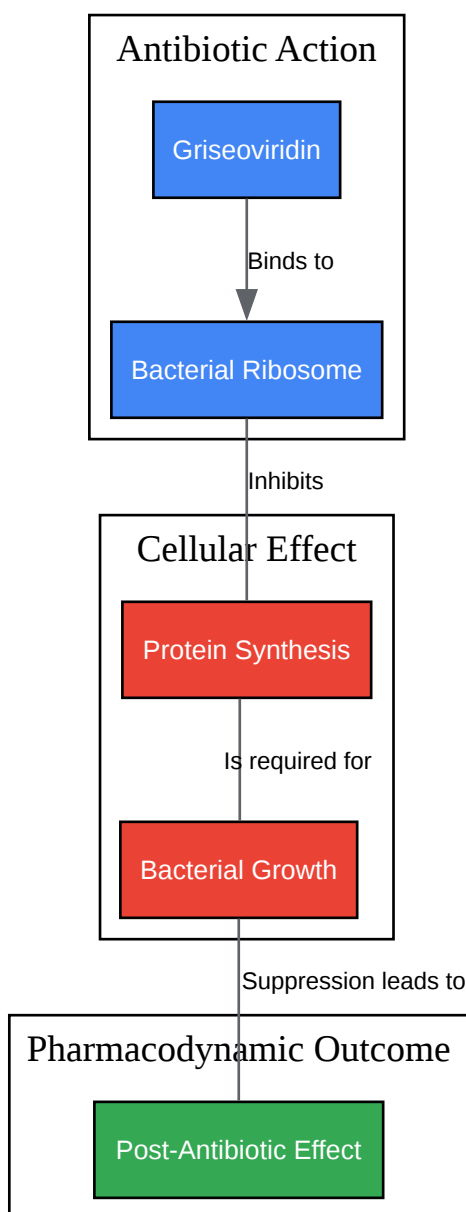 Antibiotic Action
Griseoviridin
Binds to
Bacterial Ribosome
Inhibits
Cellular Effect
Protein Synthesis
Is required for
Bacterial Growth
Suppression leads to
Pharmacodynamic Outcome
Post-Antibiotic Effect